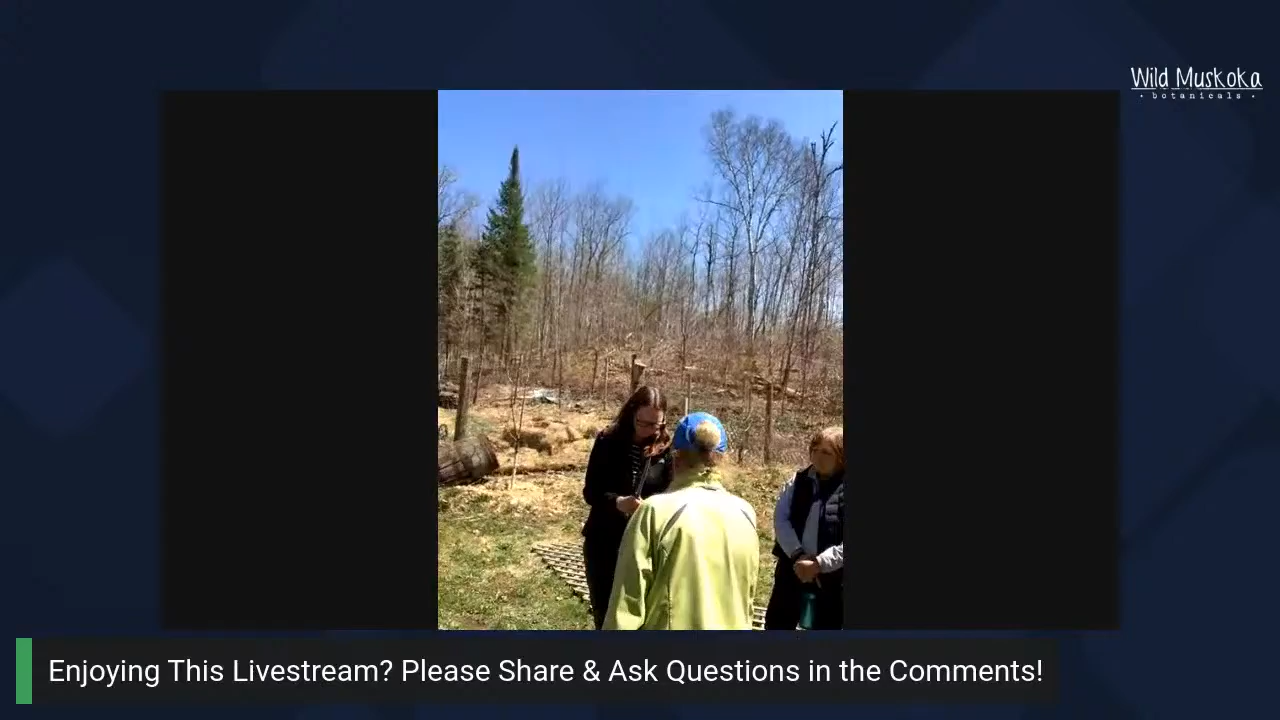 Wild Muskoka
• botanicals •
Enjoying This Livestream? Please Share & Ask Questions in the Comments!